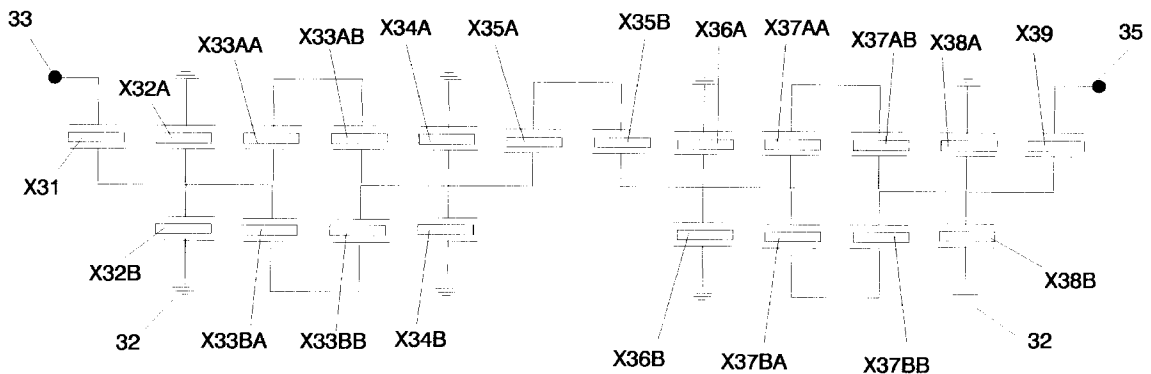 33
X33AA
X33AB
X34A
X35A
X35B
X36A
X37AA
X37AB
X38A
X39
35
X32A
X31
X32B
32
X33BA
X33BB
X34B
X36B
X37BA
X37BB
32
X38B